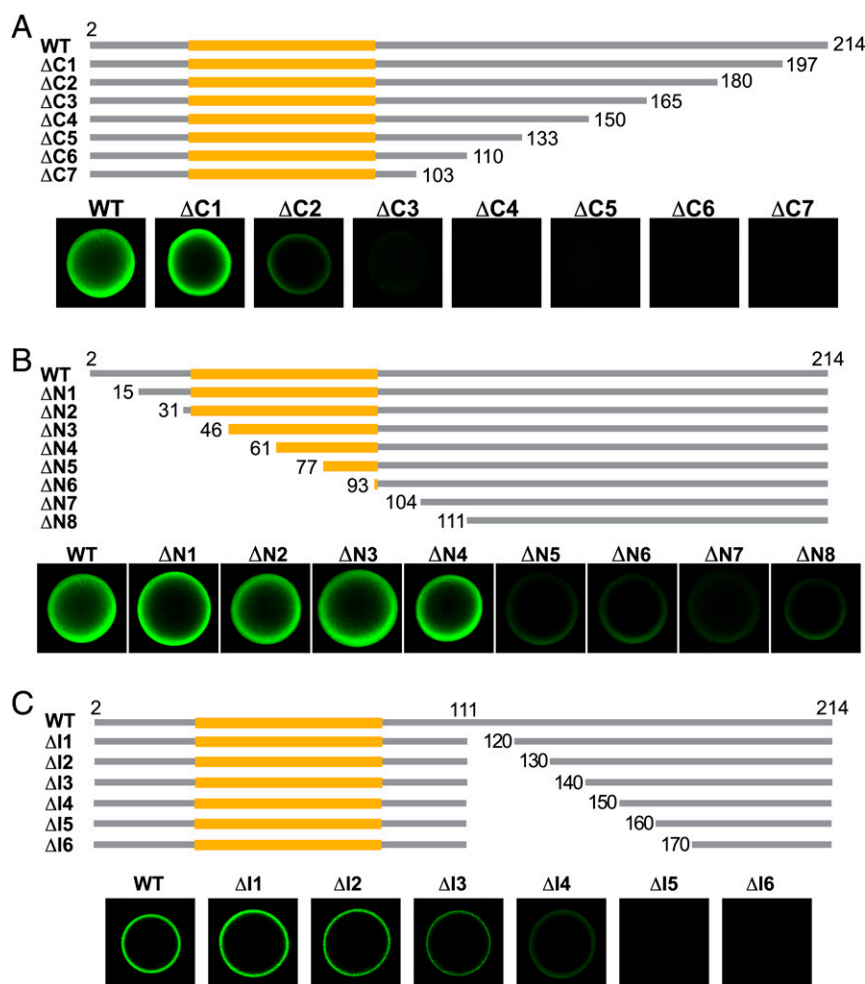 A
2
WT 214
ΔC1 197
ΔC2 180
ΔC3 165
ΔC4 150
ΔC5 133
ΔC6 110
ΔC7 103
WT ΔC1 ΔC2 ΔC3 ΔC4 ΔC5 ΔC6 ΔC7
B
2 214
WT
ΔN1 15
ΔN2 31
ΔN3 46
ΔN4 61
ΔN5 77
ΔN6 93
ΔN7 104
ΔN8 111
WT ΔN1 ΔN2 ΔN3 ΔN4 ΔN5 ΔN6 ΔN7 ΔN8
C
2 111 214
WT
ΔI1 120
ΔI2 130
ΔI3 140
ΔI4 150
ΔI5 160
ΔI6 170
WT ΔI1 ΔI2 ΔI3 ΔI4 ΔI5 ΔI6